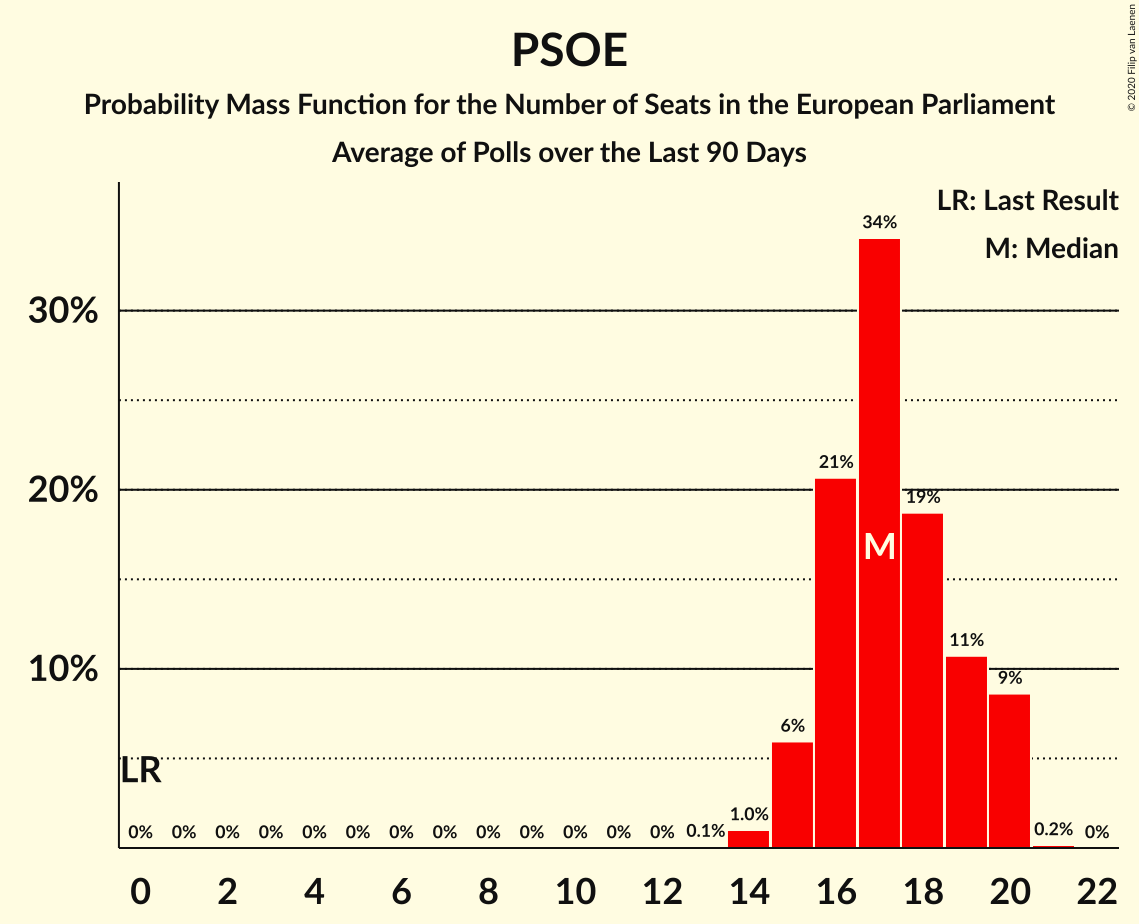 PSOE
Probability Mass Function for the Number of Seats in the European Parliament
Average of Polls over the Last 90 Days
© 2020 Filip van Laenen
LR: Last Result
M: Median
34%
30%
21%
20%
19%
M
11%
10%
9%
6%
LR
0% 0% 0% 0% 0% 0% 0% 0% 0% 0% 0% 0% 0% 0.1% 1.0% 0.2% 0%
0 2 4 6 8 10 12 14 16 18 20 22